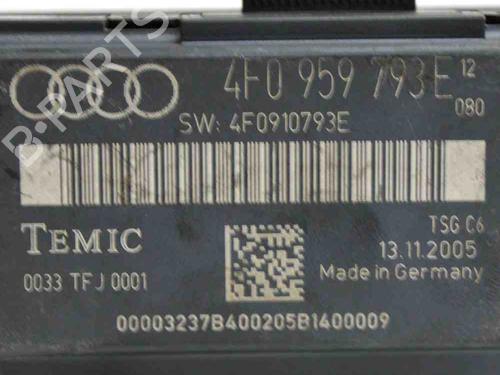 4F0 959 793E 12
080
SW: 4F0910793E
TEMIC
TSG C6
13.11.2005
0033 TFJ 0001
Made in Germany
00003237B400205B1400009
B-PARTS